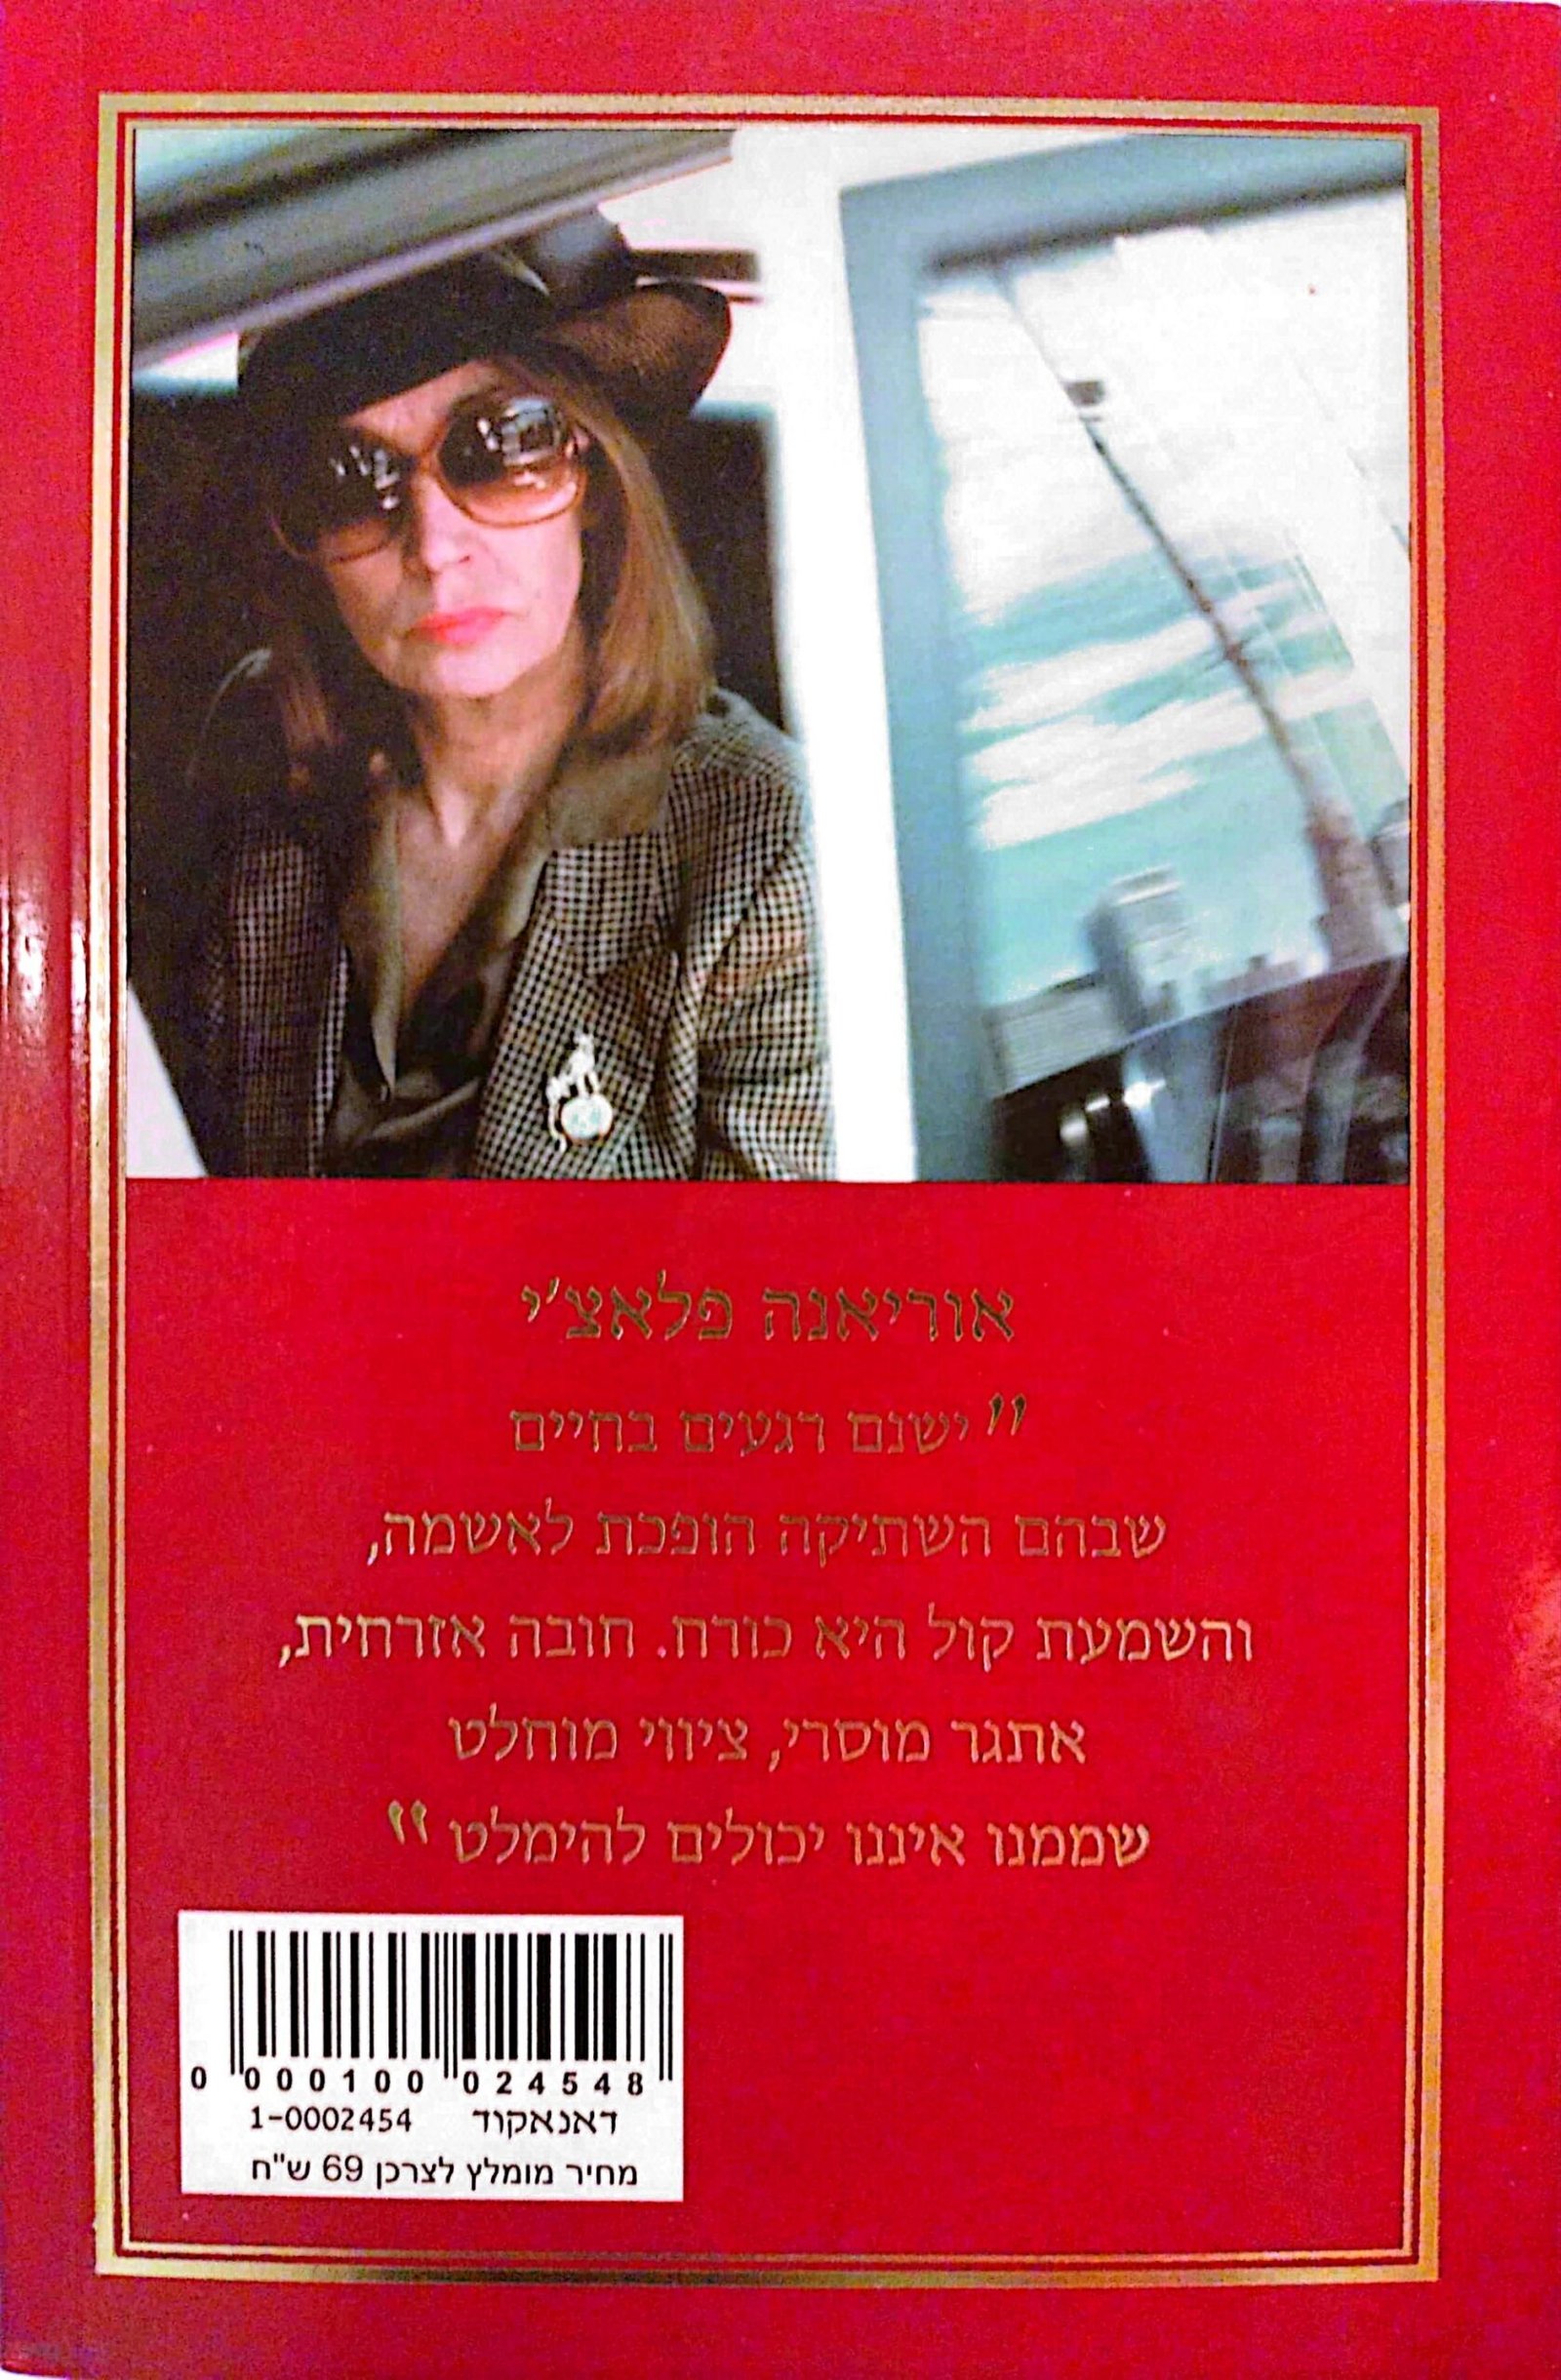 אוריאנה פלאצ'י
"ישנם רגעים בחיים
שבהם השתיקה הופכת לאשמה,
והשמעת קול היא כורח. חובה אזרחית,
אתגר מוסרי, ציווי מוחלט
שממנו איננו יכולים להימלט"
0 000100 024548
דאנאקוד 1-0002454
מחיר מומלץ לצרכן 69 ש"ח